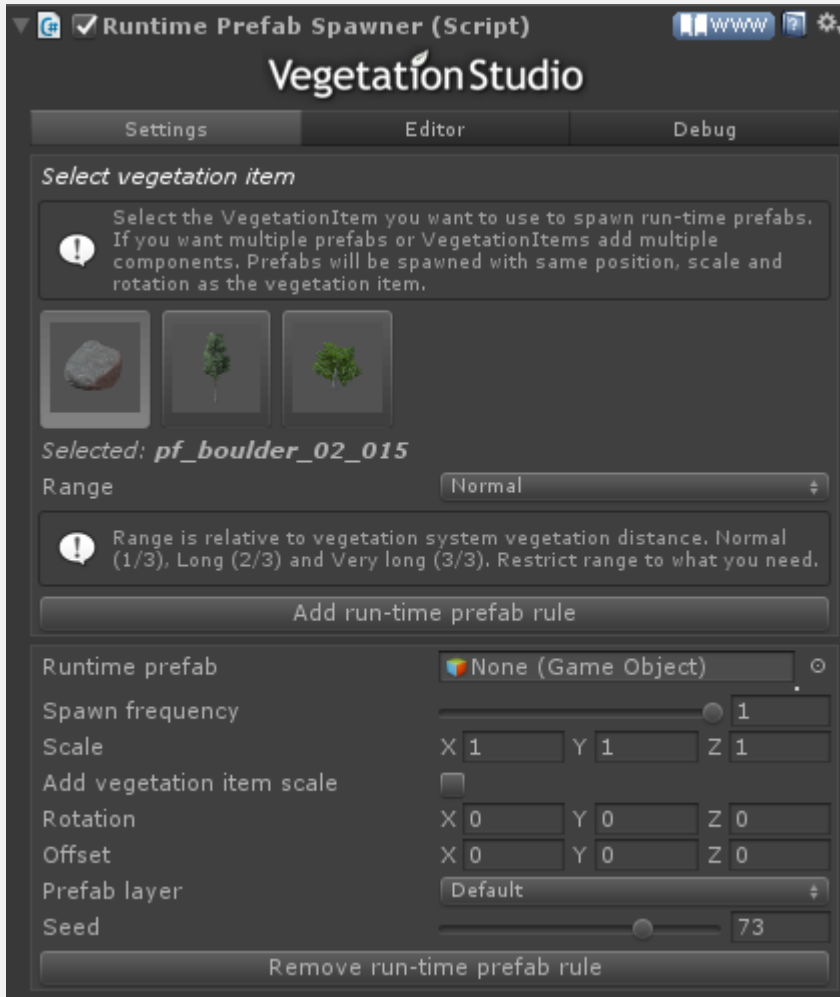 Runtime Prefab Spawner (Script) WWW
Vegetation Studio
Settings Editor Debug
Select vegetation item
Select the VegetationItem you want to use to spawn run-time prefabs.
If you want multiple prefabs or VegetationItems add multiple
components. Prefabs will be spawned with same position, scale and
rotation as the vegetation item.
Selected: pf_boulder_02_015
Range Normal
Range is relative to vegetation system vegetation distance. Normal
(1/3), Long (2/3) and Very long (3/3). Restrict range to what you need.
Add run-time prefab rule
Runtime prefab None (Game Object)
Spawn frequency 1
Scale X 1 Y 1 Z 1
Add vegetation item scale
Rotation X 0 Y 0 Z 0
Offset X 0 Y 0 Z 0
Prefab layer Default
Seed 73
Remove run-time prefab rule